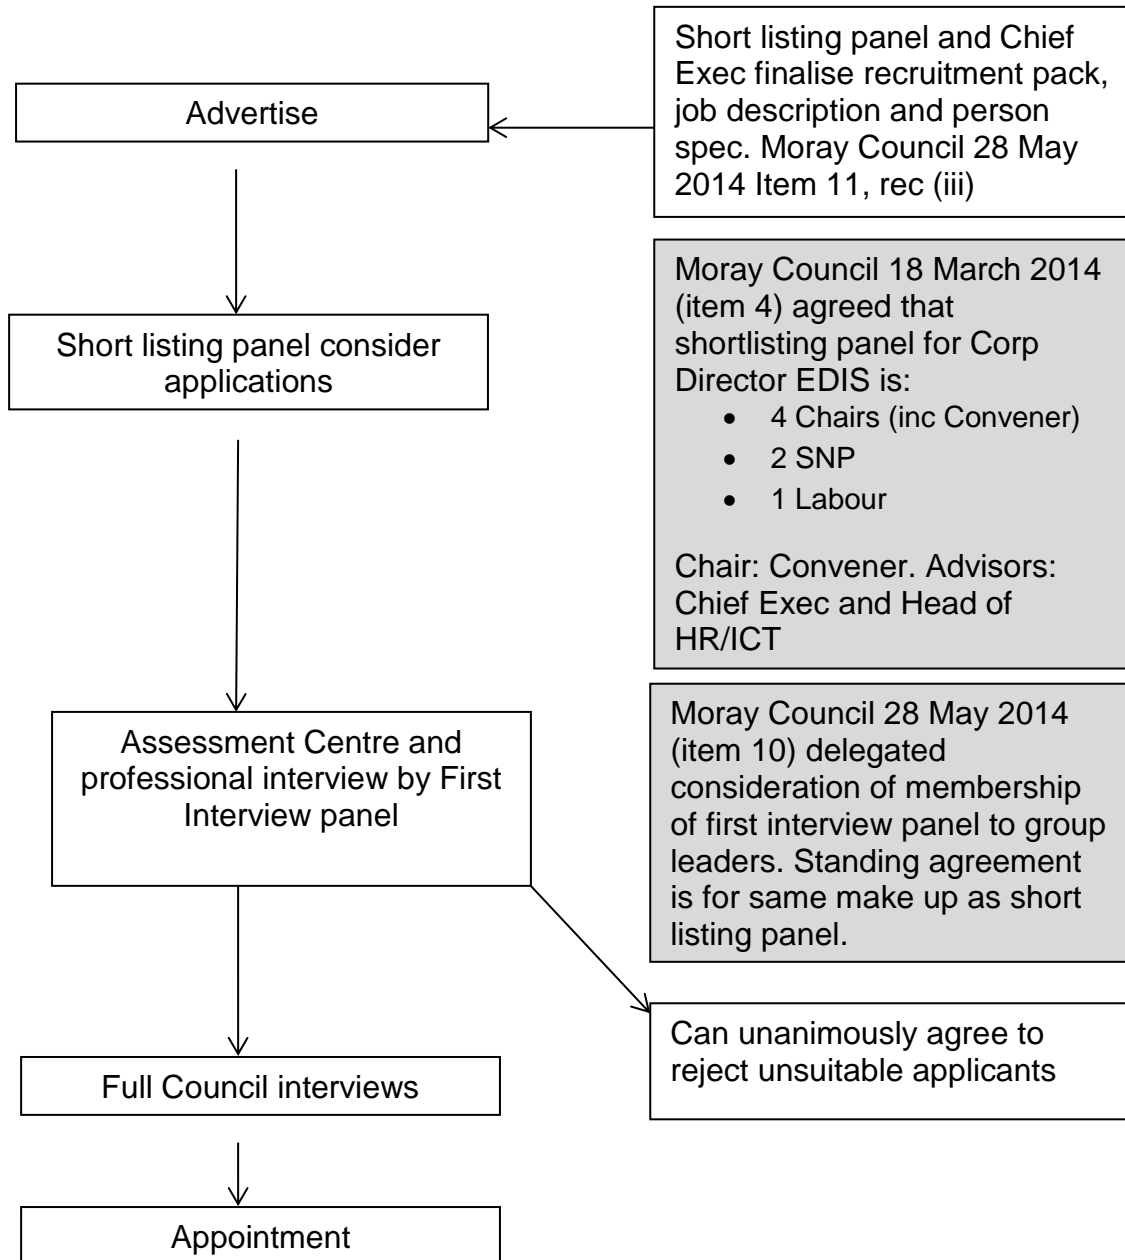 Short listing panel and Chief
Exec finalise recruitment pack,
job description and person
spec. Moray Council 28 May
2014 Item 11, rec (iii)
Advertise
Short listing panel consider
applications
Moray Council 18 March 2014
(item 4) agreed that
shortlisting panel for Corp
Director EDIS is:
• 4 Chairs (inc Convener)
• 2 SNP
• 1 Labour
Chair: Convener. Advisors:
Chief Exec and Head of
HR/ICT
Assessment Centre and
professional interview by First
Interview panel
Moray Council 28 May 2014
(item 10) delegated
consideration of membership
of first interview panel to group
leaders. Standing agreement
is for same make up as short
listing panel.
Can unanimously agree to
reject unsuitable applicants
Full Council interviews
Appointment